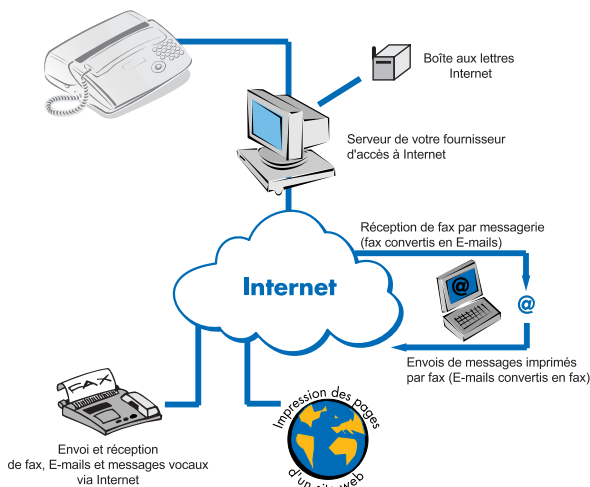 Boîte aux lettres
Internet
Serveur de votre fournisseur
d'accès à Internet
Réception de fax par messagerie
(fax convertis en E-mails)
Internet
@
@
Envois de messages imprimés
par fax (E-mails convertis en fax)
FAX
Impression des pages
d'un site web
Envoi et réception
de fax, E-mails et messages vocaux
via Internet